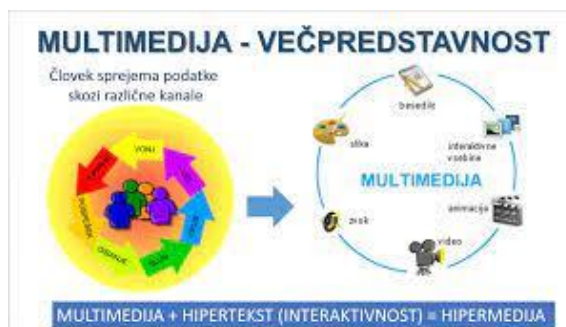 MULTIMEDIJA - VEČPREDSTAVNOST
Človek sprejema podatke
skozi različne kanale
VONJ
besedilo
slika
interaktivne
vsebine
MULTIMEDIJA
animacija
zvok
video
MULTIMEDIJA + HIPERTEKST (INTERAKTIVNOST) = HIPERMEDIJA